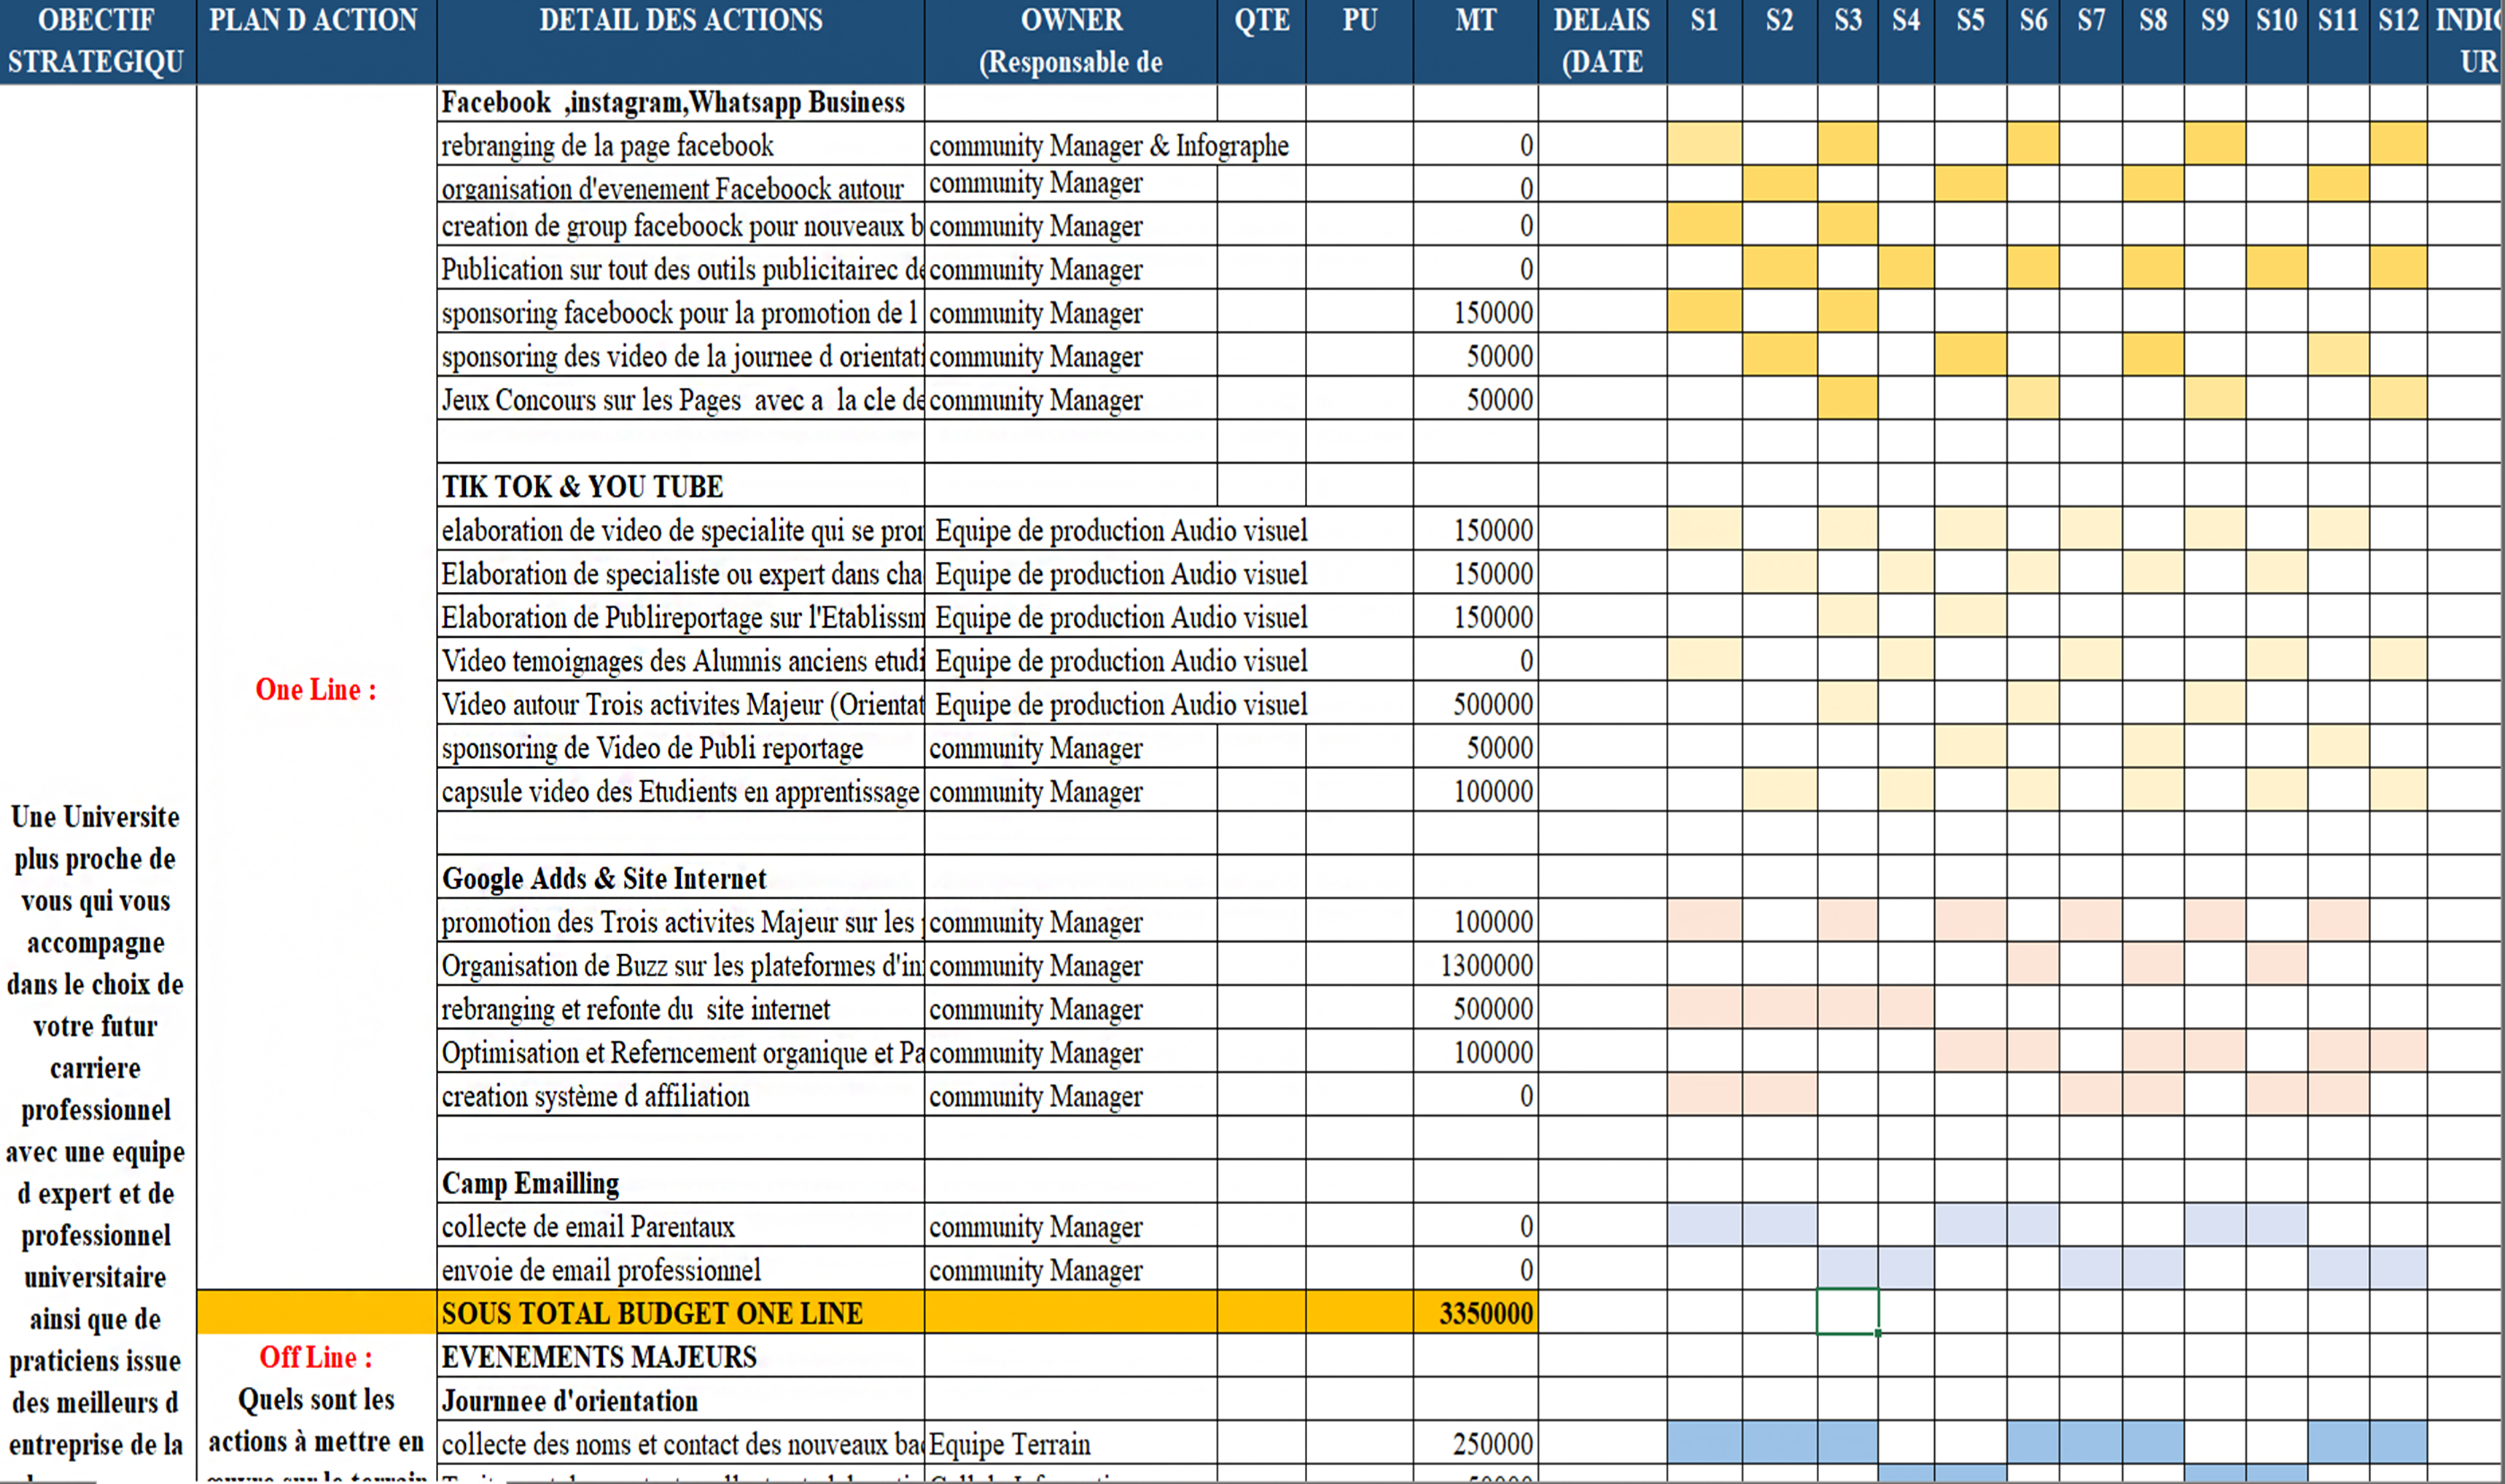 OBECTIF STRATEGIQU PLAN D ACTION DETAIL DES ACTIONS OWNER (Responsable de QTE PU MT DELAIS (DATE S1 S2 S3 S4 S5 S6 S7 S8 S9 S10 S11 S12
Facebook ,instagram,Whatsapp Business
rebranging de la page facebook community Manager & Infographe 0
organisation d'evenement Faceboock autour community Manager 0
creation de group faceboock pour nouveaux b community Manager 0
Publication sur tout des outils publicitairec de community Manager 0
sponsoring faceboock pour la promotion de l community Manager 150000
sponsoring des video de la journee d orientati community Manager 50000
Jeux Concours sur les Pages avec a la cle de community Manager 50000
TIK TOK & YOU TUBE
elaboration de video de specialite qui se pror Equipe de production Audio visuel 150000
Elaboration de specialiste ou expert dans cha Equipe de production Audio visuel 150000
Elaboration de Publireportage sur l'Etablissm Equipe de production Audio visuel 150000
Video temoignages des Alumnis anciens etudi Equipe de production Audio visuel 0
One Line :
Video autour Trois activites Majeur (Orientat Equipe de production Audio visuel 500000
sponsoring de Video de Publi reportage community Manager 50000
capsule video des Etudients en apprentissage community Manager 100000
Google Adds & Site Internet
promotion des Trois activites Majeur sur les community Manager 100000
Organisation de Buzz sur les plateformes d'in community Manager 1300000
rebranging et refonte du site internet community Manager 500000
Optimisation et Referncement organique et Pa community Manager 100000
creation système d affiliation community Manager 0
Camp Emailling
collecte de email Parentaux community Manager 0
envoie de email professionnel community Manager 0
SOUS TOTAL BUDGET ONE LINE 3350000
Une Universite
plus proche de
vous qui vous
accompagne
dans le choix de
votre futur
carriere
professionnel
avec une equipe
d expert et de
professionnel
universitaire
ainsi que de
praticiens issue
des meilleurs d
entreprise de la
Off Line :
Quels sont les
actions à mettre en
EVENEMENTS MAJEURS
Journnee d'orientation
collecte des noms et contact des nouveaux bac Equipe Terrain 250000